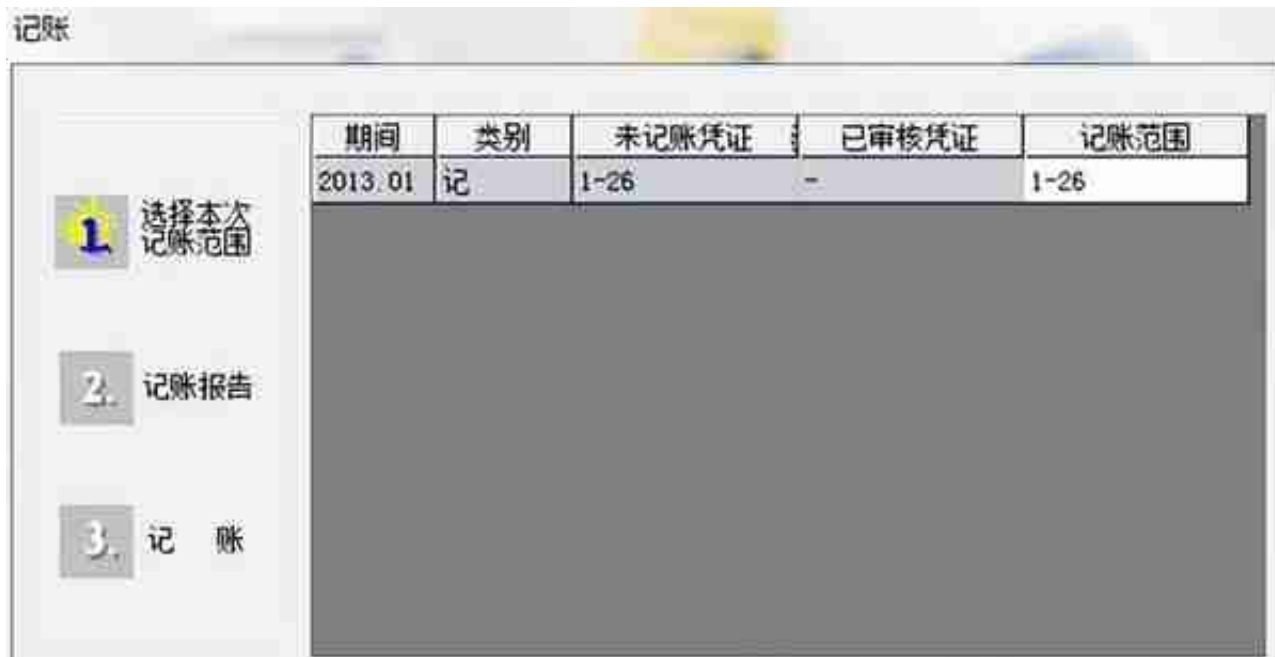 记账
期间 类别 未记账凭证 已审核凭证 记账范围
2013.01 记 1-26 - 1-26
1 选择本次
记账范围
2. 记账报告
3. 记 账